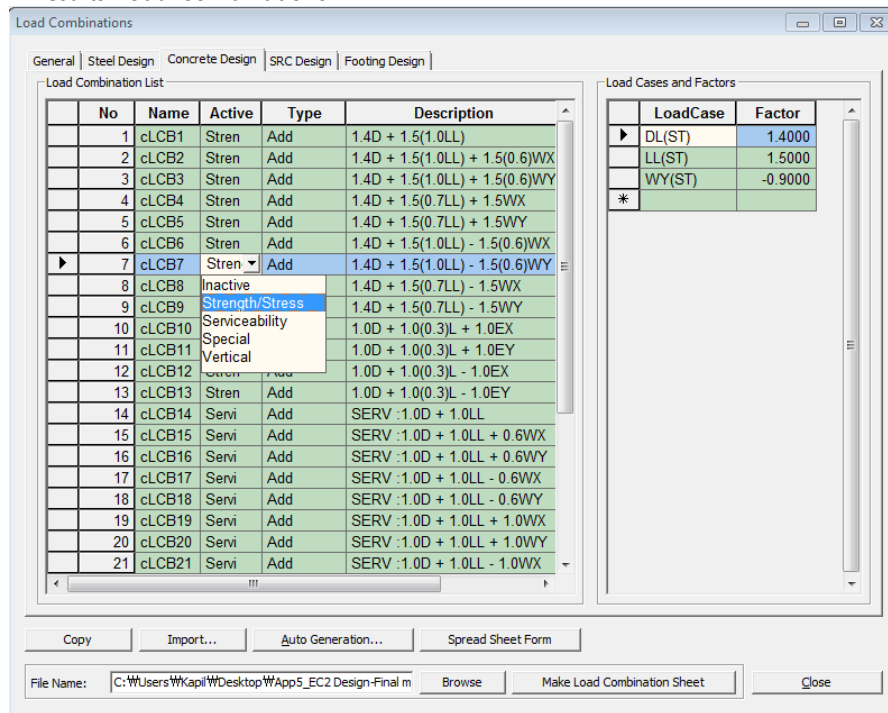 Load Combinations
General Steel Design Concrete Design SRC Design Footing Design
Load Combination List
No Name Active Type Description
1 cLCB1 Stren Add 1.4D + 1.5(1.0LL)
2 cLCB2 Stren Add 1.4D + 1.5(1.0LL) + 1.5(0.6)WX
3 cLCB3 Stren Add 1.4D + 1.5(1.0LL) + 1.5(0.6)WY
4 cLCB4 Stren Add 1.4D + 1.5(0.7LL) + 1.5WX
5 cLCB5 Stren Add 1.4D + 1.5(0.7LL) + 1.5WY
6 cLCB6 Stren Add 1.4D + 1.5(1.0LL) - 1.5(0.6)WX
7 cLCB7 Stren Add 1.4D + 1.5(1.0LL) - 1.5(0.6)WY
8 cLCB8 1.4D + 1.5(0.7LL) - 1.5WX
9 cLCB9 1.4D + 1.5(0.7LL) - 1.5WY
10 cLCB10 1.0D + 1.0(0.3)L + 1.0EX
11 cLCB11 1.0D + 1.0(0.3)L + 1.0EY
12 cLCB12 1.0D + 1.0(0.3)L - 1.0EX
13 cLCB13 Stren Add 1.0D + 1.0(0.3)L - 1.0EY
14 cLCB14 Servi Add SERV :1.0D + 1.0LL
15 cLCB15 Servi Add SERV :1.0D + 1.0LL + 0.6WX
16 cLCB16 Servi Add SERV :1.0D + 1.0LL + 0.6WY
17 cLCB17 Servi Add SERV :1.0D + 1.0LL - 0.6WX
18 cLCB18 Servi Add SERV :1.0D + 1.0LL - 0.6WY
19 cLCB19 Servi Add SERV :1.0D + 1.0LL + 1.0WX
20 cLCB20 Servi Add SERV :1.0D + 1.0LL + 1.0WY
21 cLCB21 Servi Add SERV :1.0D + 1.0LL - 1.0WX
Inactive
Strength/Stress
Serviceability
Special
Vertical
Load Cases and Factors
LoadCase Factor
DL(ST) 1.4000
LL(ST) 1.5000
WY(ST) -0.9000
Copy Import... Auto Generation... Spread Sheet Form
File Name: C:₩Users₩Kapil₩Desktop₩App5_EC2 Design-Final m Browse Make Load Combination Sheet Close